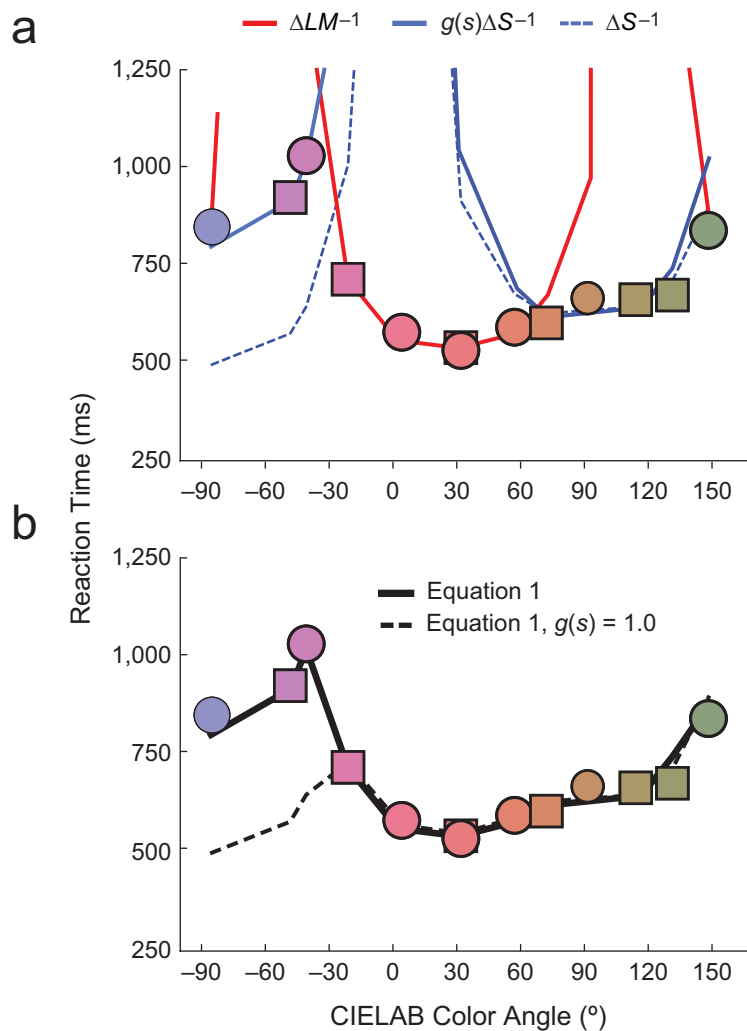 a
ΔLM⁻¹ g(s)ΔS⁻¹ ΔS⁻¹
1,250
1,000
750
500
250
–90 –60 –30 0 30 60 90 120 150
Reaction Time (ms)
b
1,250
Equation 1
Equation 1, g(s) = 1.0
1,000
750
500
250
–90 –60 –30 0 30 60 90 120 150
CIELAB Color Angle (º)